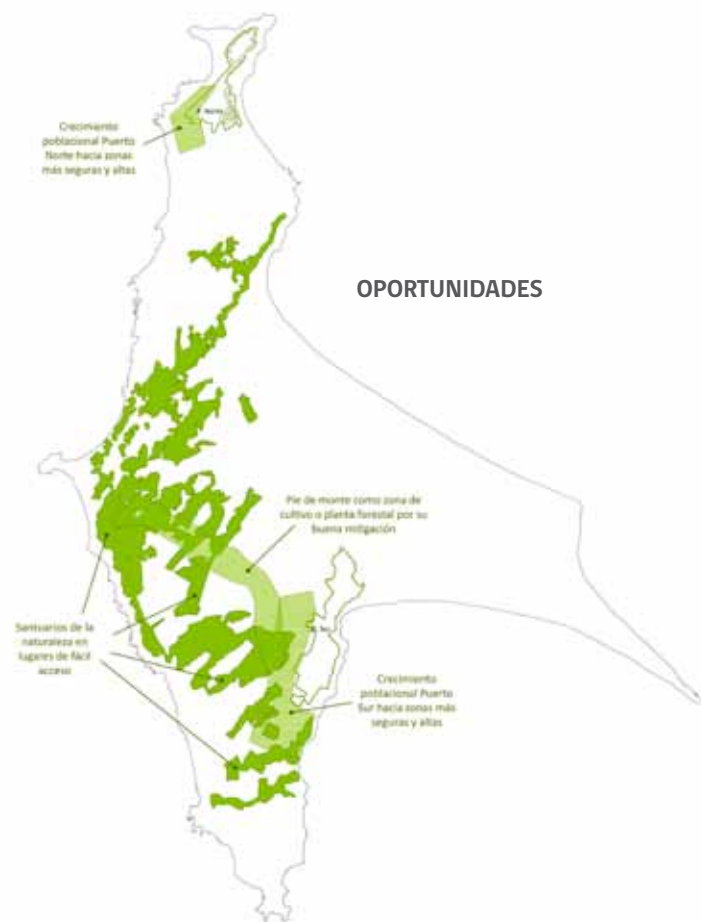 Crecimiento
poblacional Puerto
Norte hacia zonas
más seguras y altas
OPORTUNIDADES
Pie de monte como zona de
cultivo o planta forestal por su
buena mitigación
Santuarios de la
naturaleza en
lugares de fácil
acceso
Crecimiento
poblacional Puerto
Sur hacia zonas más
seguras y altas